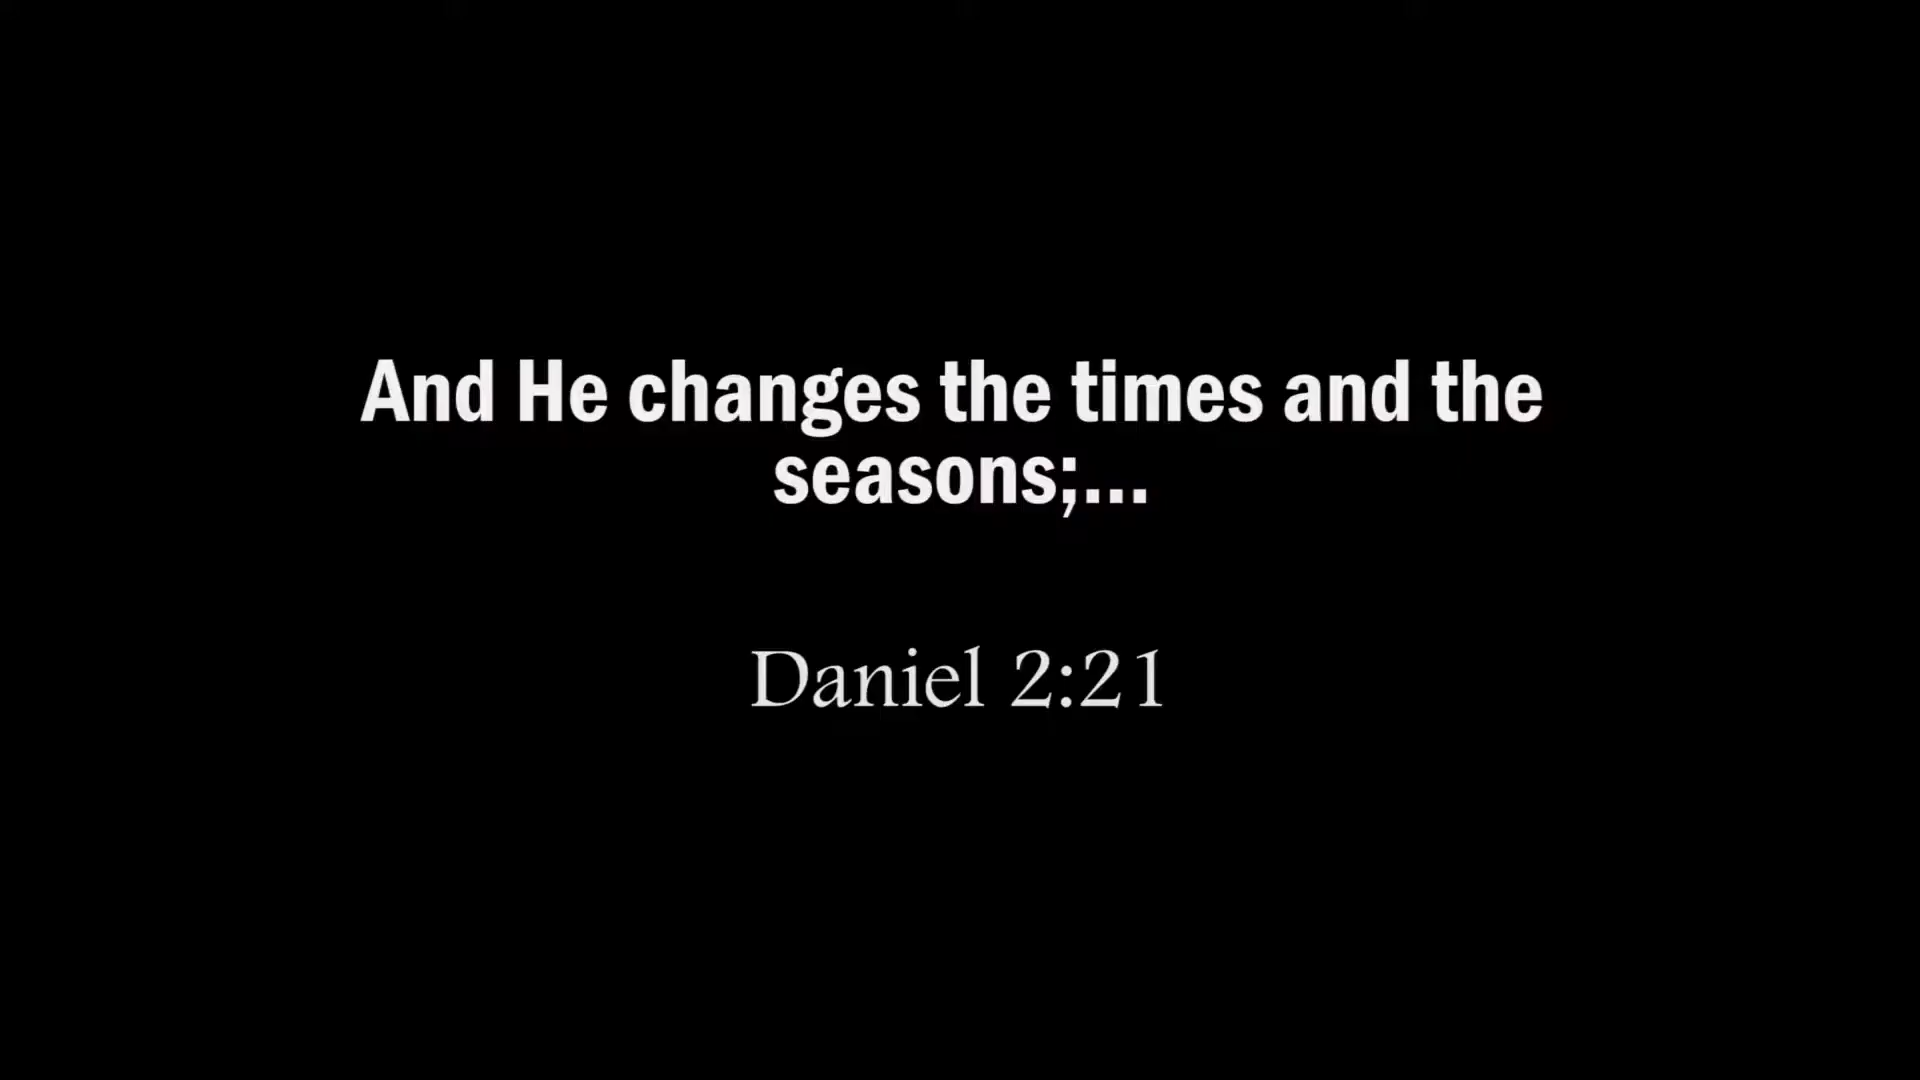 And He changes the times and the
seasons;...
Daniel 2:21